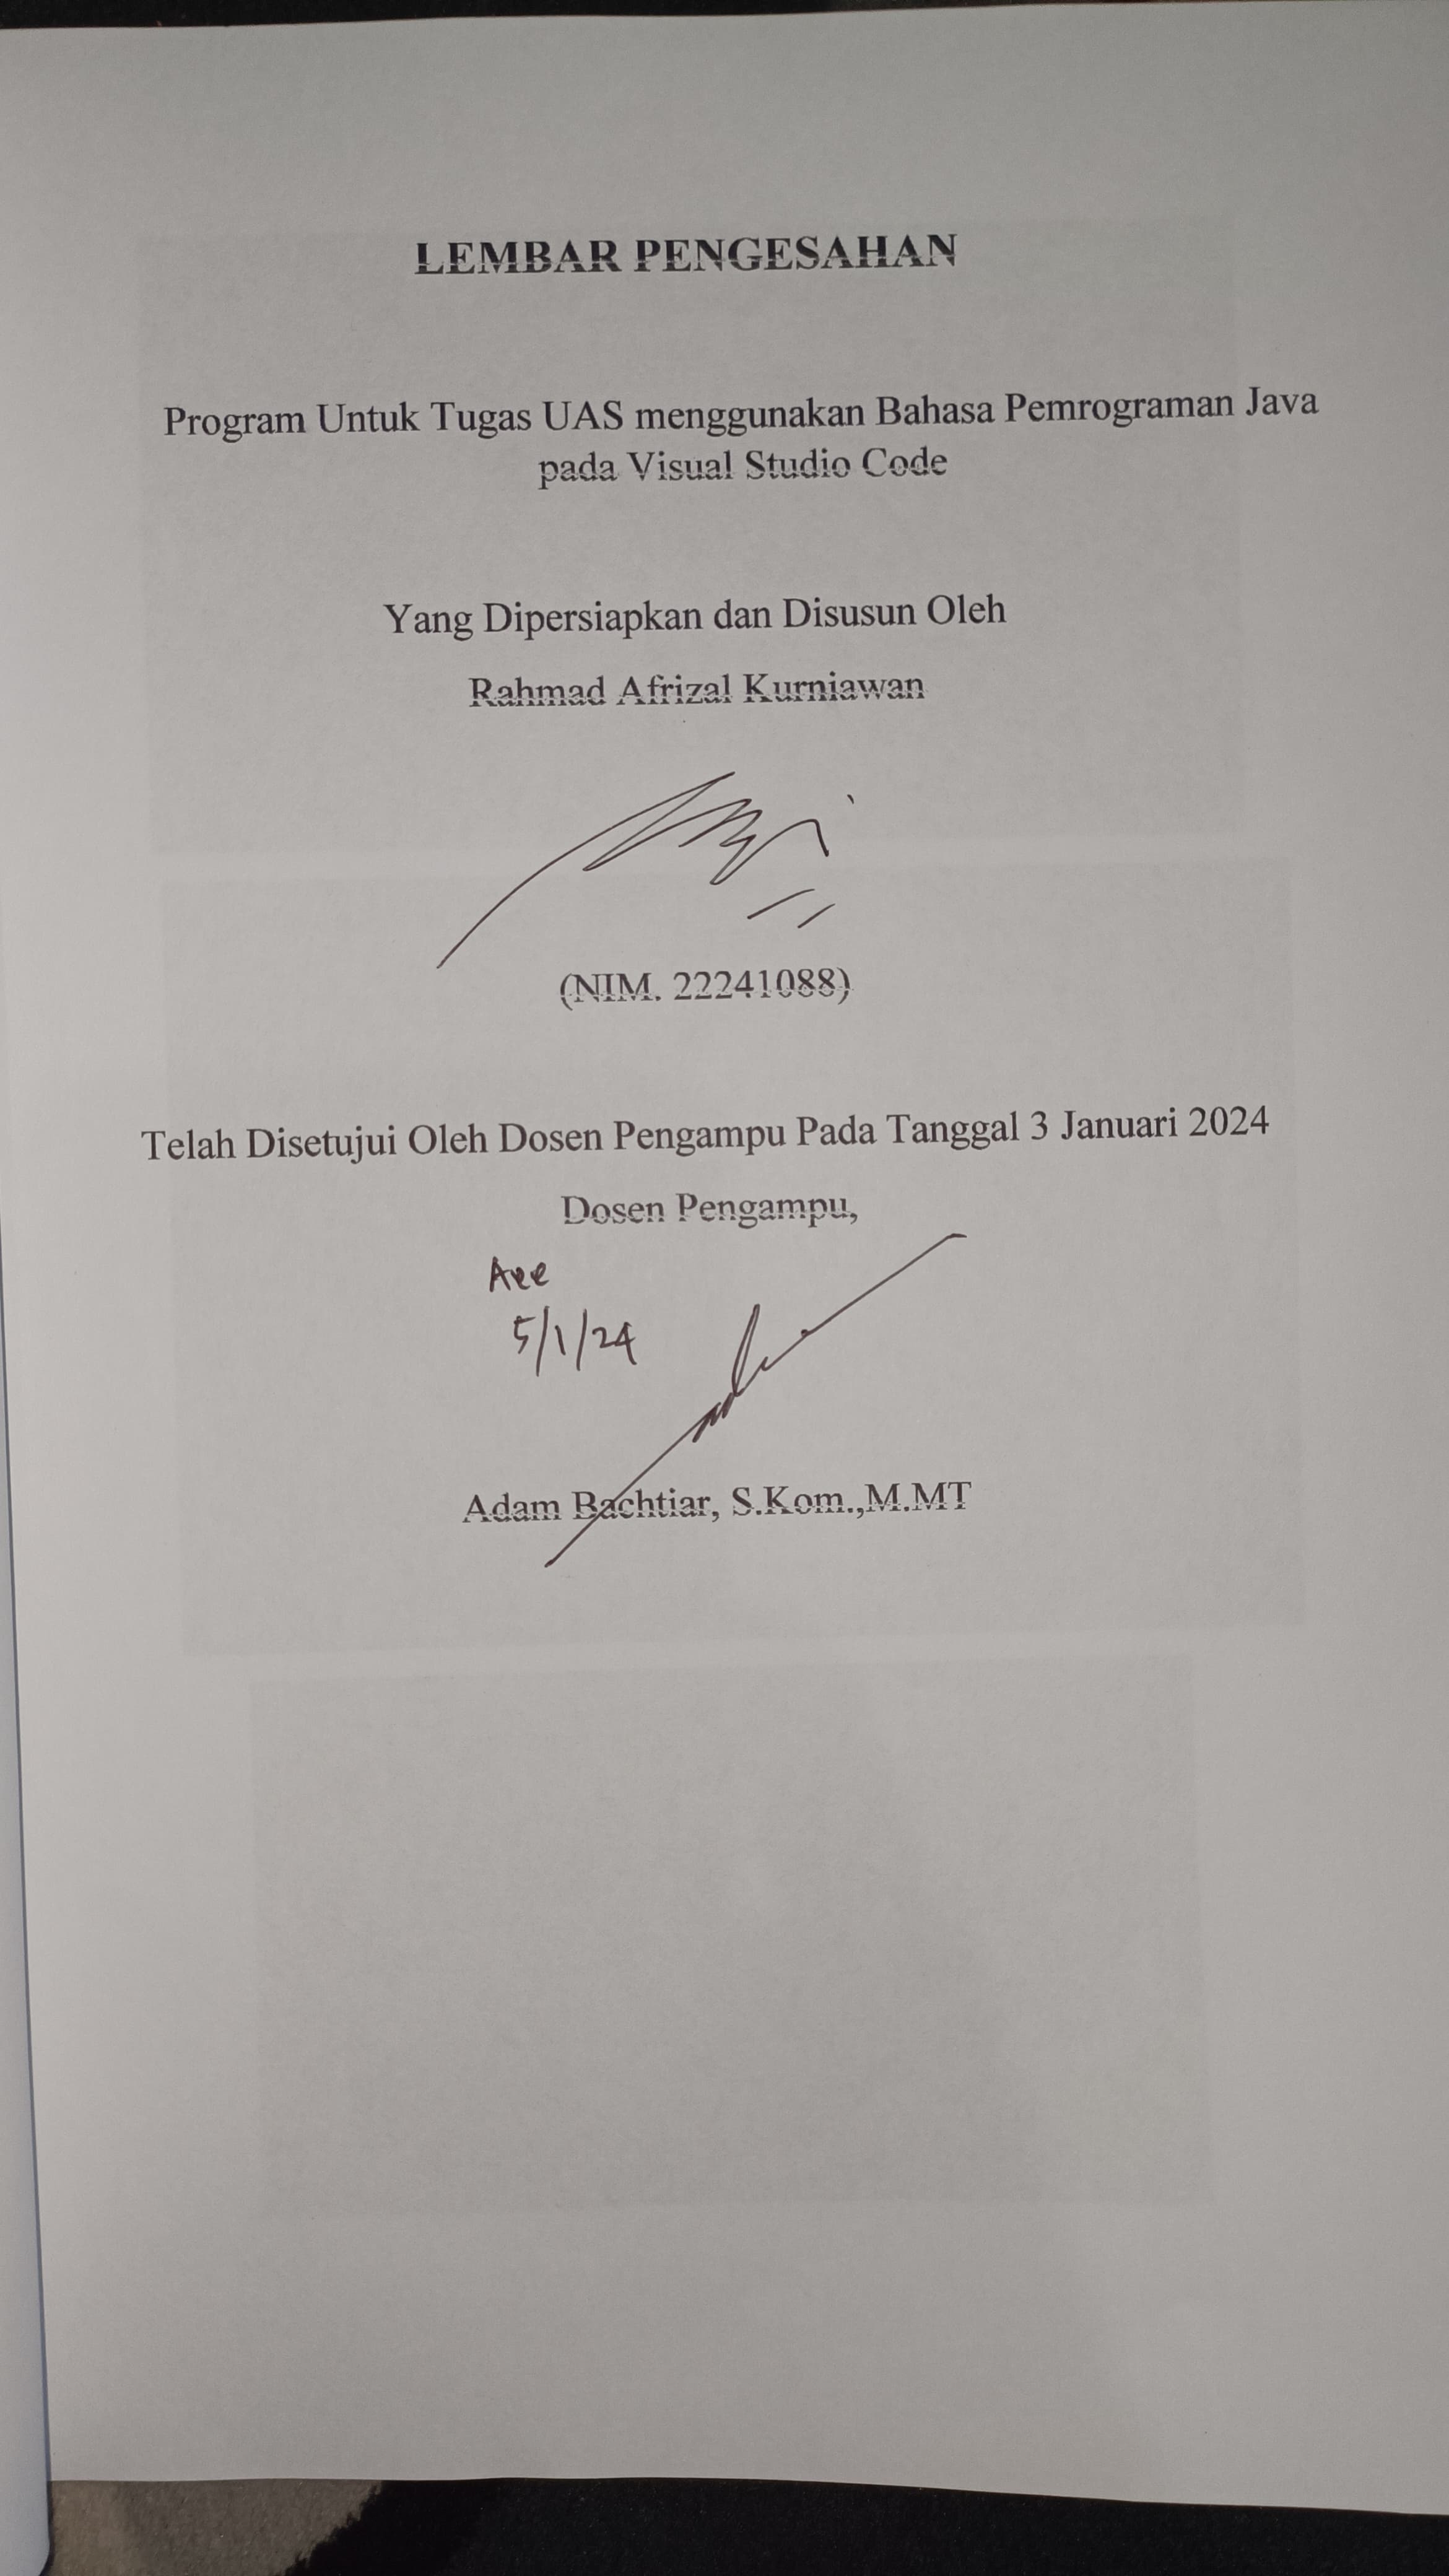 LEMBAR PENGESAHAN
Program Untuk Tugas UAS menggunakan Bahasa Pemrograman Java
pada Visual Studio Code
Yang Dipersiapkan dan Disusun Oleh
Rahmad Afrizal Kurniawan
(NIM. 22241088)
Telah Disetujui Oleh Dosen Pengampu Pada Tanggal 3 Januari 2024
Dosen Pengampu,
Acc
5/1/24
Adam Bachtiar, S.Kom.,M.MT